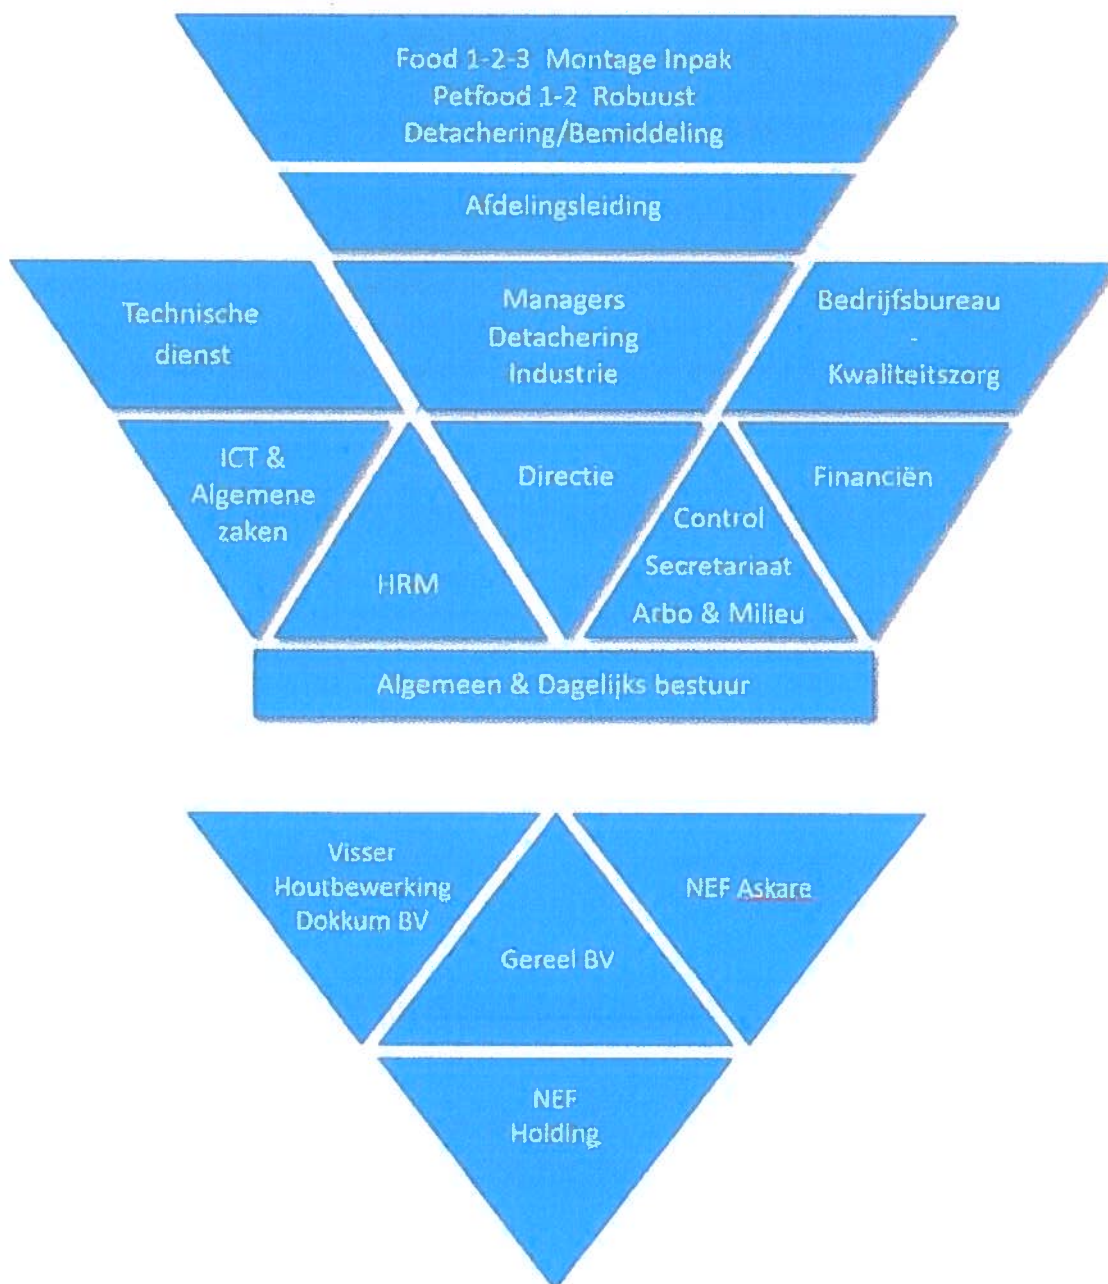 Food 1-2-3 Montage Inpak
Petfood 1-2 Robuust
Detachering/Bemiddeling
Afdelingsleiding
Technische
dienst
Managers
Detachering
Industrie
Bedrijfsbureau
-
Kwaliteitszorg
ICT &
Algemene
zaken
HRM
Directie
Control
Secretariaat
Arbo & Milieu
Financiën
Algemeen & Dagelijks bestuur
Visser
Houtbewerking
Dokkum BV
Gereel BV
NEF Askare
NEF
Holding